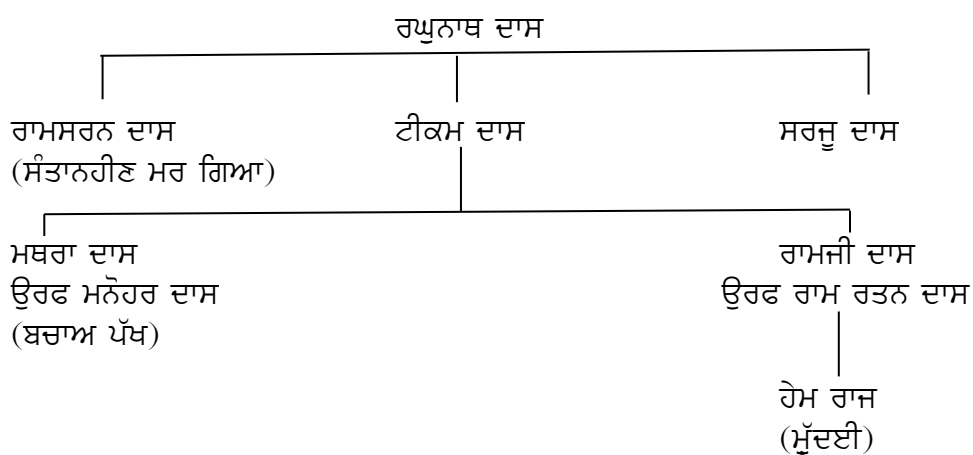 ਰਘੁਨਾਥ ਦਾਸ
ਰਾਮਸਰਨ ਦਾਸ ਟੀਕਮ ਦਾਸ ਸਰਜੂ ਦਾਸ
(ਸੰਤਾਨਹੀਣ ਮਰ ਗਿਆ)
ਮਥਰਾ ਦਾਸ ਰਾਮਜੀ ਦਾਸ
ਉਰਫ ਮਨੋਹਰ ਦਾਸ ਉਰਫ ਰਾਮ ਰਤਨ ਦਾਸ
(ਬਚਾਅ ਪੱਖ)
ਹੇਮ ਰਾਜ
(ਮੁੱਦਈ)